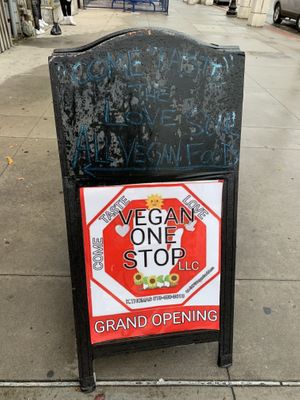 COME TASTE
THE
LOVE
ALL VEGAN Food
COME TASTE LOVE
VEGAN
ONE
STOP
LLC
GRAND OPENING